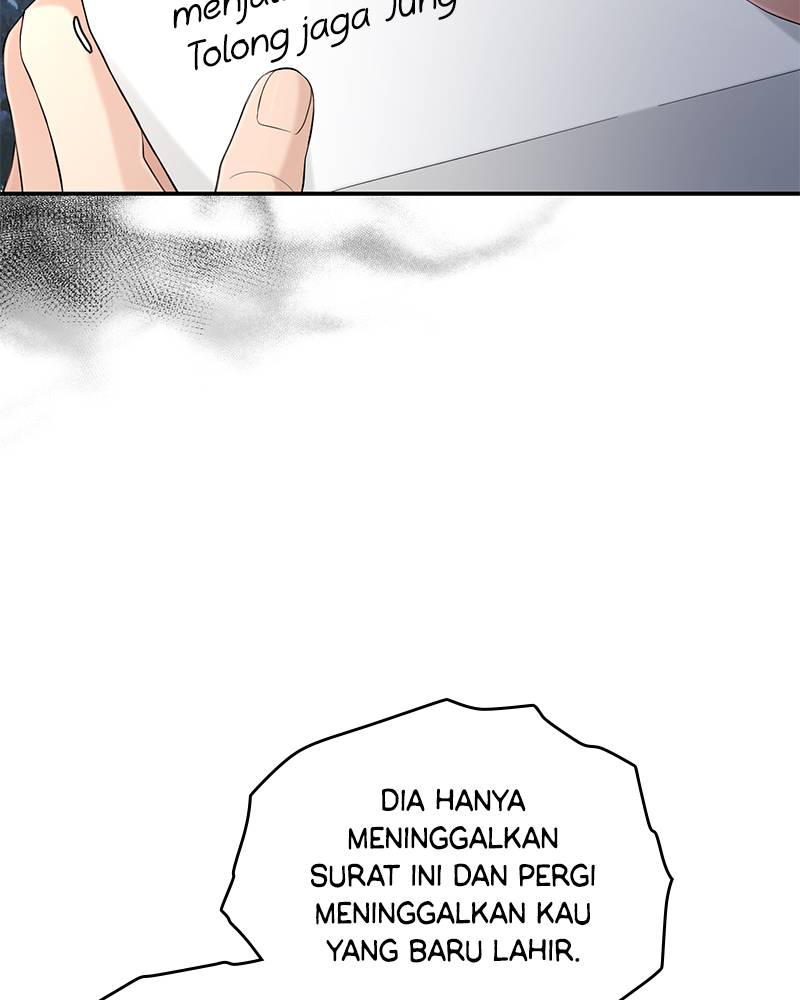 Tolong jaga Jung
DIA HANYA
MENINGGALKAN
SURAT INI DAN PERGI
MENINGGALKAN KAU
YANG BARU LAHIR.